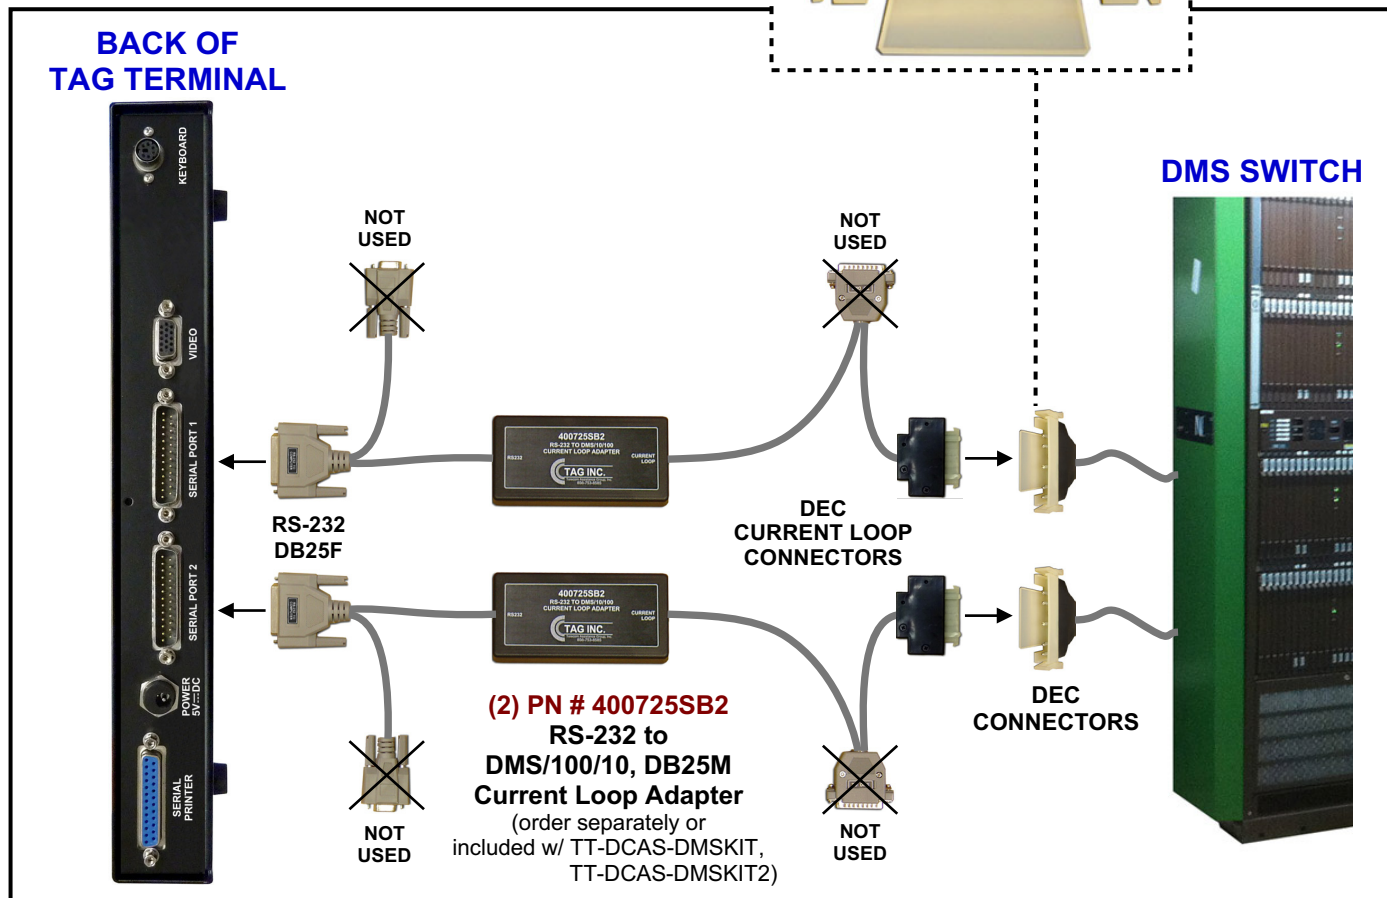 BACK OF
TAG TERMINAL
DMS SWITCH
KEYBOARD
VIDEO
SERIAL PORT 1
SERIAL PORT 2
POWER
5V⎓DC
SERIAL
PRINTER
NOT
USED
NOT
USED
RS-232
DB25F
400725SB2
RS-232 TO DMS/10/100
CURRENT LOOP ADAPTER
RS232
CURRENT
LOOP
TAG INC.
DEC
CURRENT LOOP
CONNECTORS
400725SB2
RS-232 TO DMS/10/100
CURRENT LOOP ADAPTER
RS232
CURRENT
LOOP
TAG INC.
DEC
CONNECTORS
(2) PN # 400725SB2
RS-232 to
DMS/100/10, DB25M
Current Loop Adapter
(order separately or
included w/ TT-DCAS-DMSKIT,
TT-DCAS-DMSKIT2)
NOT
USED
NOT
USED